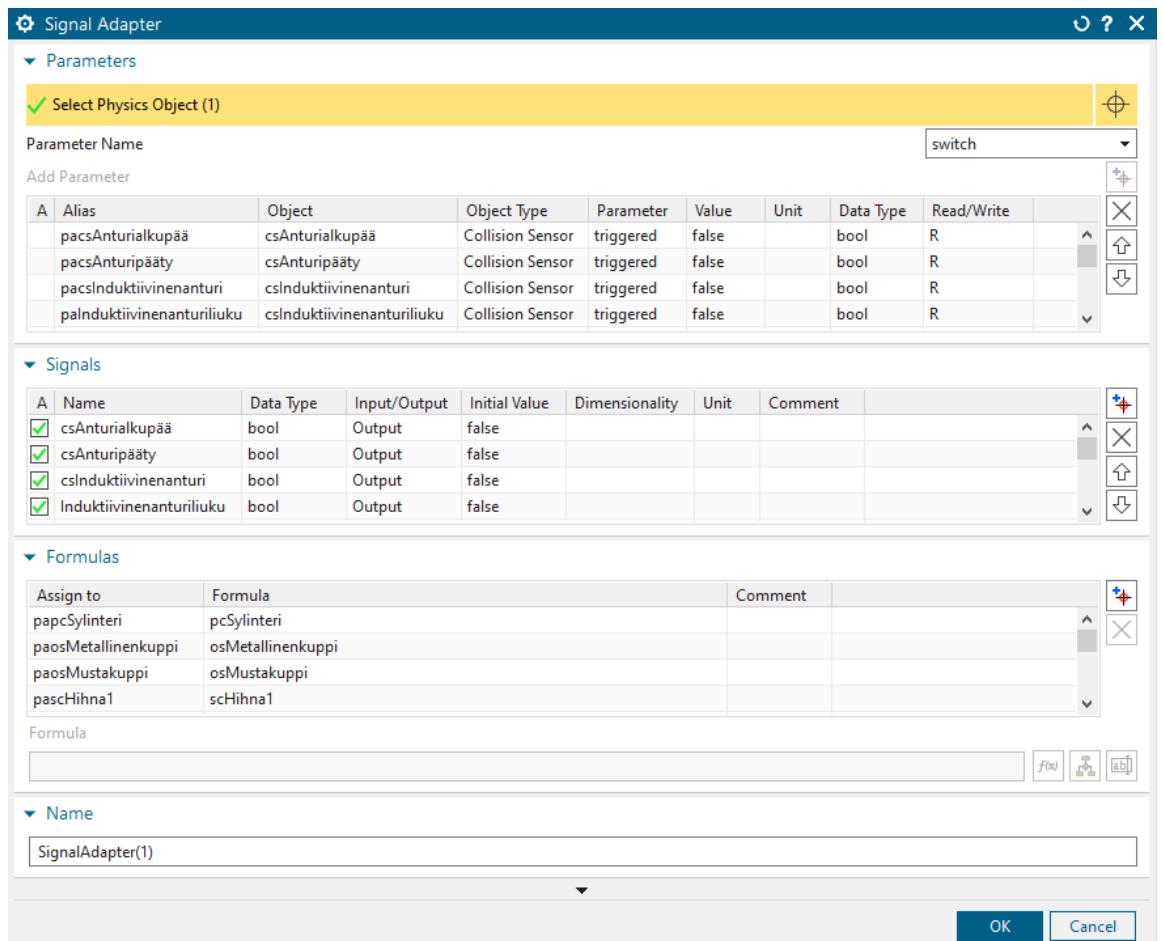 Signal Adapter
Parameters
Select Physics Object (1)
Parameter Name switch
Add Parameter
A Alias Object Object Type Parameter Value Unit Data Type Read/Write
pacsAnturialkupää csAnturialkupää Collision Sensor triggered false bool R
pacsAnturipääty csAnturipääty Collision Sensor triggered false bool R
pacsInduktiivinenanturi csInduktiivinenanturi Collision Sensor triggered false bool R
paInduktiivinenanturiliuku csInduktiivinenanturiliuku Collision Sensor triggered false bool R
Signals
A Name Data Type Input/Output Initial Value Dimensionality Unit Comment
csAnturialkupää bool Output false
csAnturipääty bool Output false
csInduktiivinenanturi bool Output false
Induktiivinenanturiliuku bool Output false
Formulas
Assign to Formula Comment
papcSylinteri pcSylinteri
paosMetallinenkuppi osMetallinenkuppi
paosMustakuppi osMustakuppi
pascHihna1 scHihna1
Formula
f(x) ab
Name
SignalAdapter(1)
OK Cancel